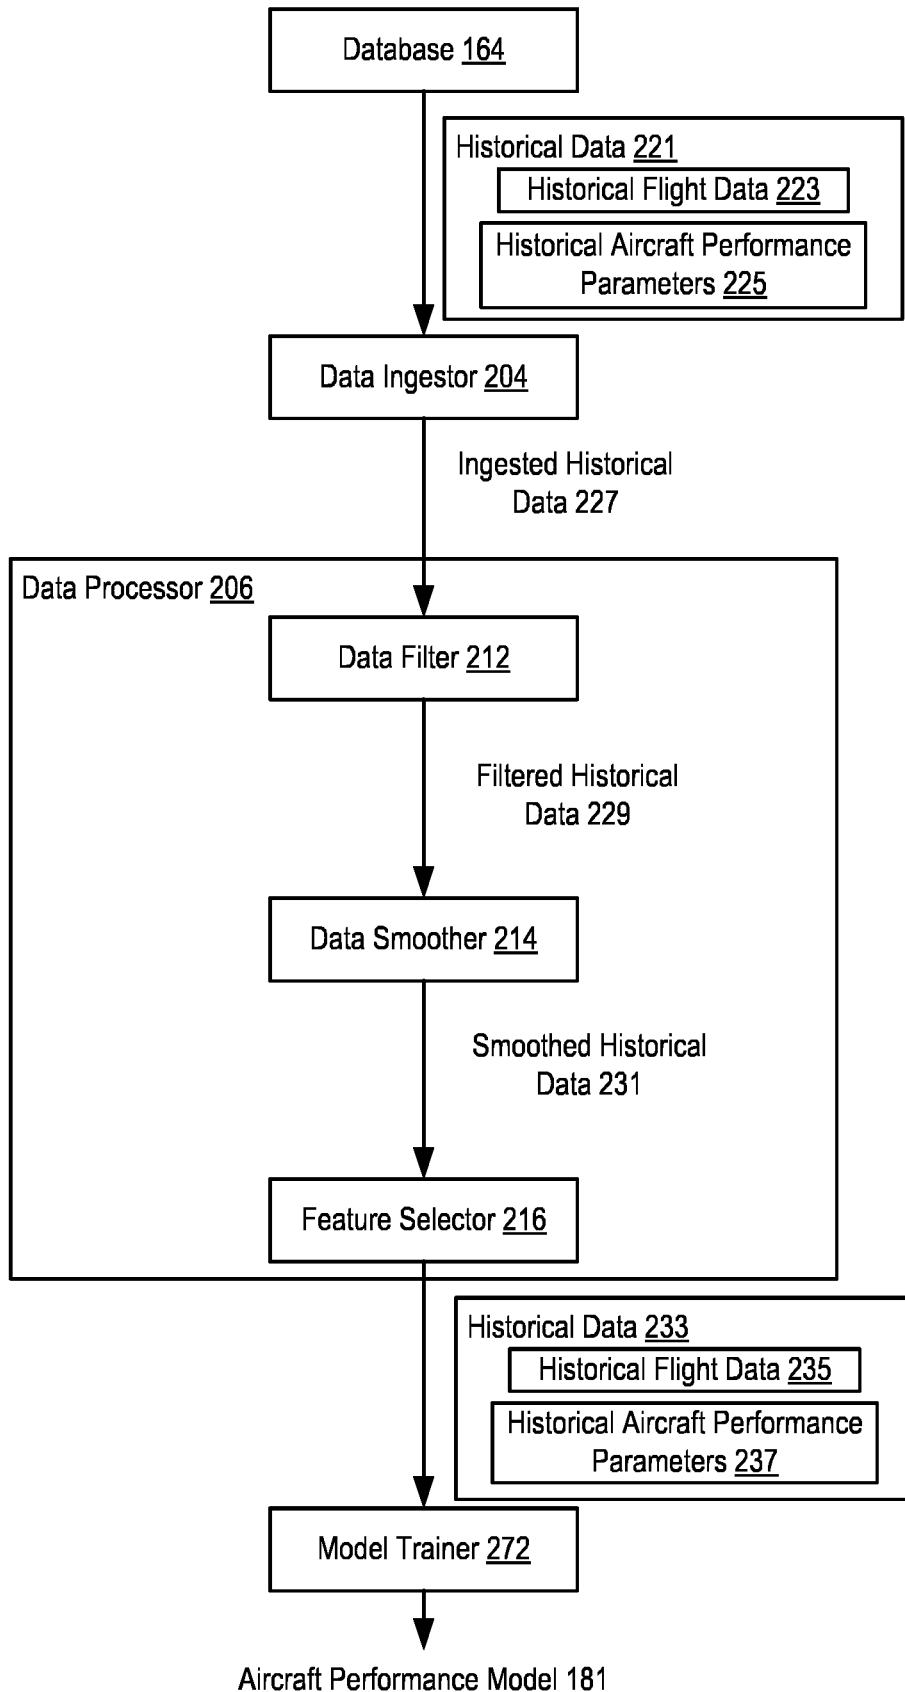 Database 164
Historical Data 221
Historical Flight Data 223
Historical Aircraft Performance
Parameters 225
Data Ingestor 204
Ingested Historical
Data 227
Data Processor 206
Data Filter 212
Filtered Historical
Data 229
Data Smoother 214
Smoothed Historical
Data 231
Feature Selector 216
Historical Data 233
Historical Flight Data 235
Historical Aircraft Performance
Parameters 237
Model Trainer 272
Aircraft Performance Model 181